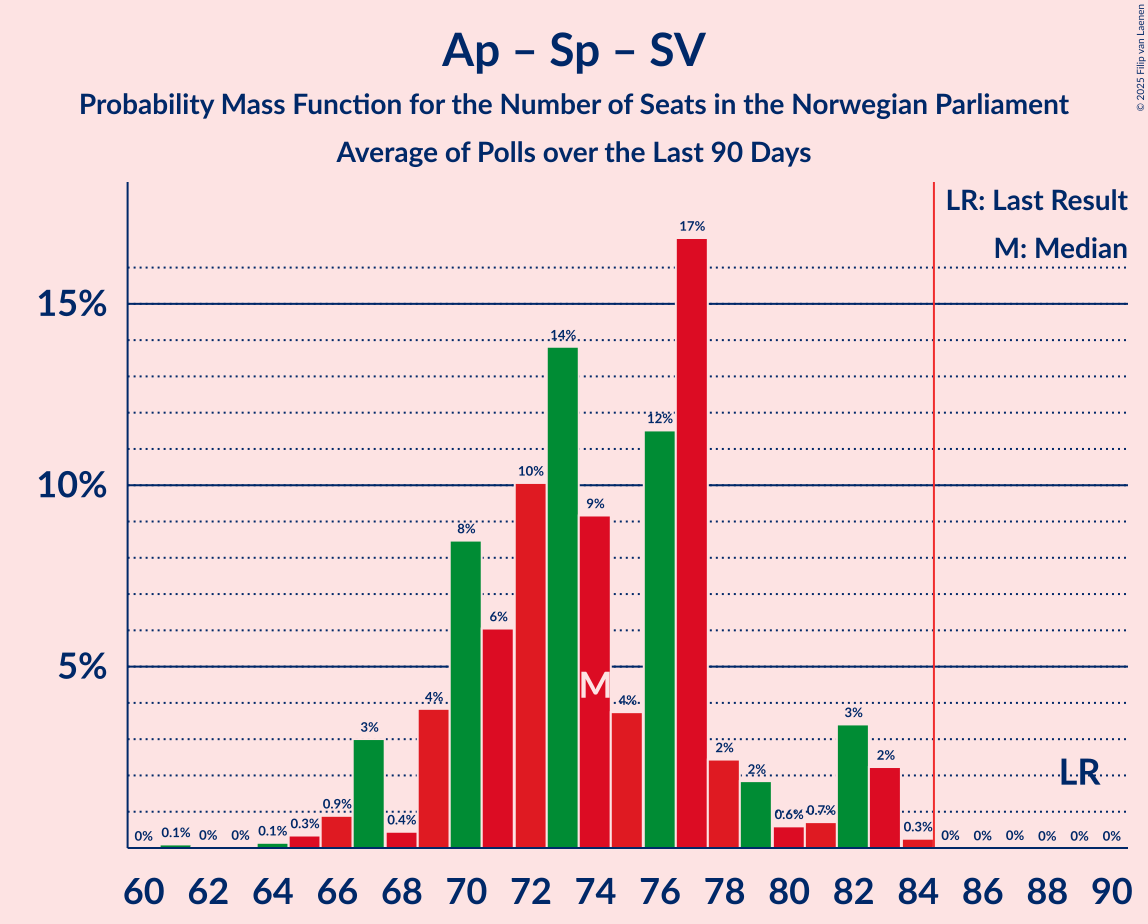 Ap – Sp – SV
Probability Mass Function for the Number of Seats in the Norwegian Parliament
Average of Polls over the Last 90 Days
© 2025 Filip van Laenen
LR: Last Result
M: Median
15%
10%
5%
0% 0.1% 0% 0% 0.1% 0.3% 0.9% 3% 0.4% 4% 8% 6% 10% 14% 9% 4% 12% 17% 2% 2% 0.6% 0.7% 3% 2% 0.3% 0% 0% 0% 0% 0% 0%
M
LR
60 62 64 66 68 70 72 74 76 78 80 82 84 86 88 90